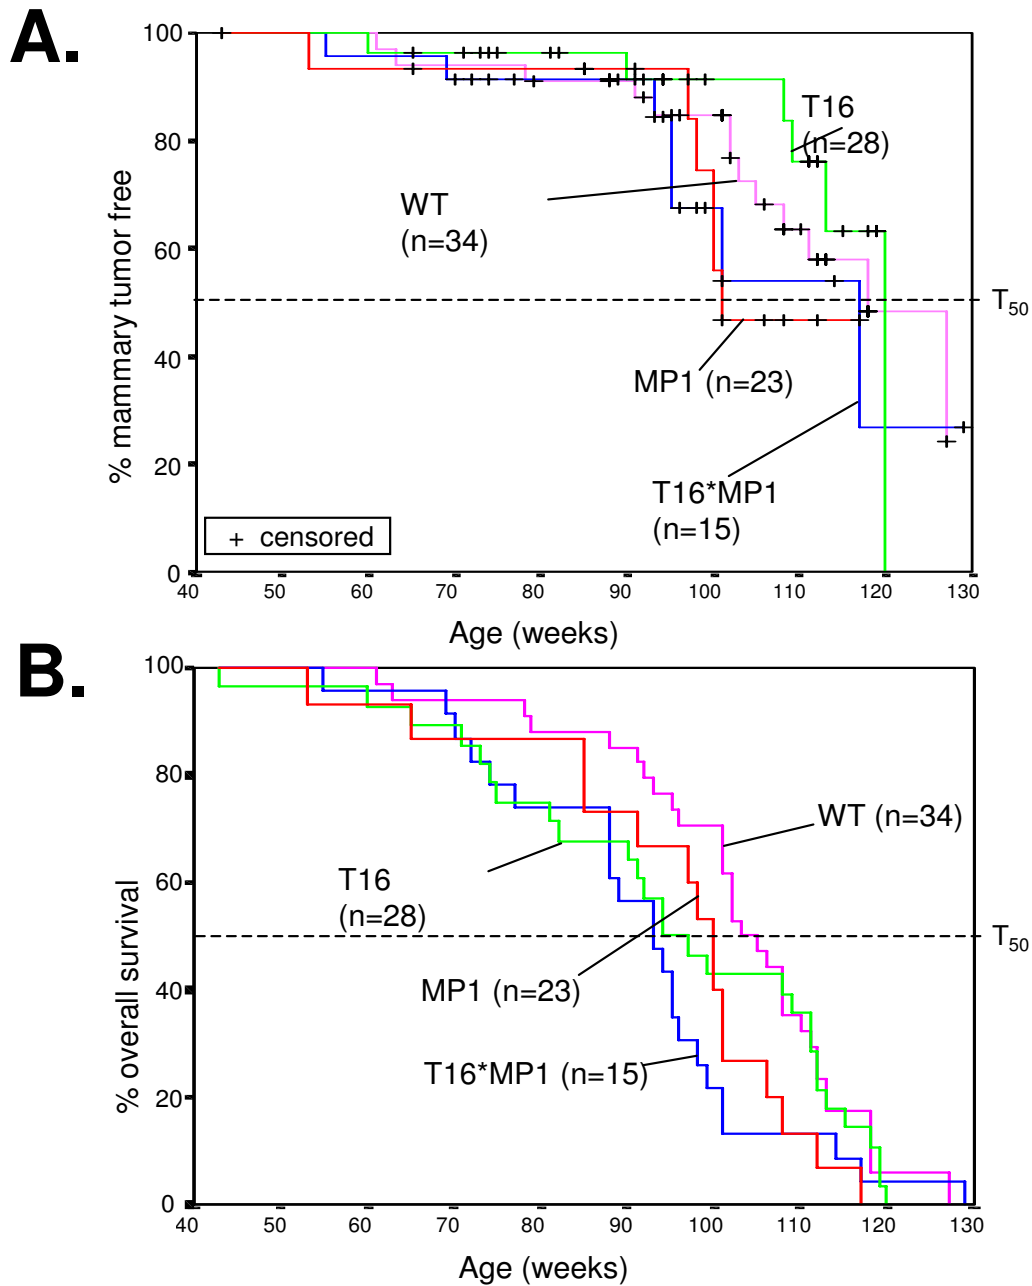 A.
% mammary tumor free
100
80
60
40
20
0
T16
(n=28)
WT
(n=34)
T50
MP1 (n=23)
T16*MP1
(n=15)
+ censored
40 50 60 70 80 90 100 110 120 130
Age (weeks)
B.
% overall survival
100
80
60
40
20
0
WT (n=34)
T16
(n=28)
T50
MP1 (n=23)
T16*MP1 (n=15)
40 50 60 70 80 90 100 110 120 130
Age (weeks)